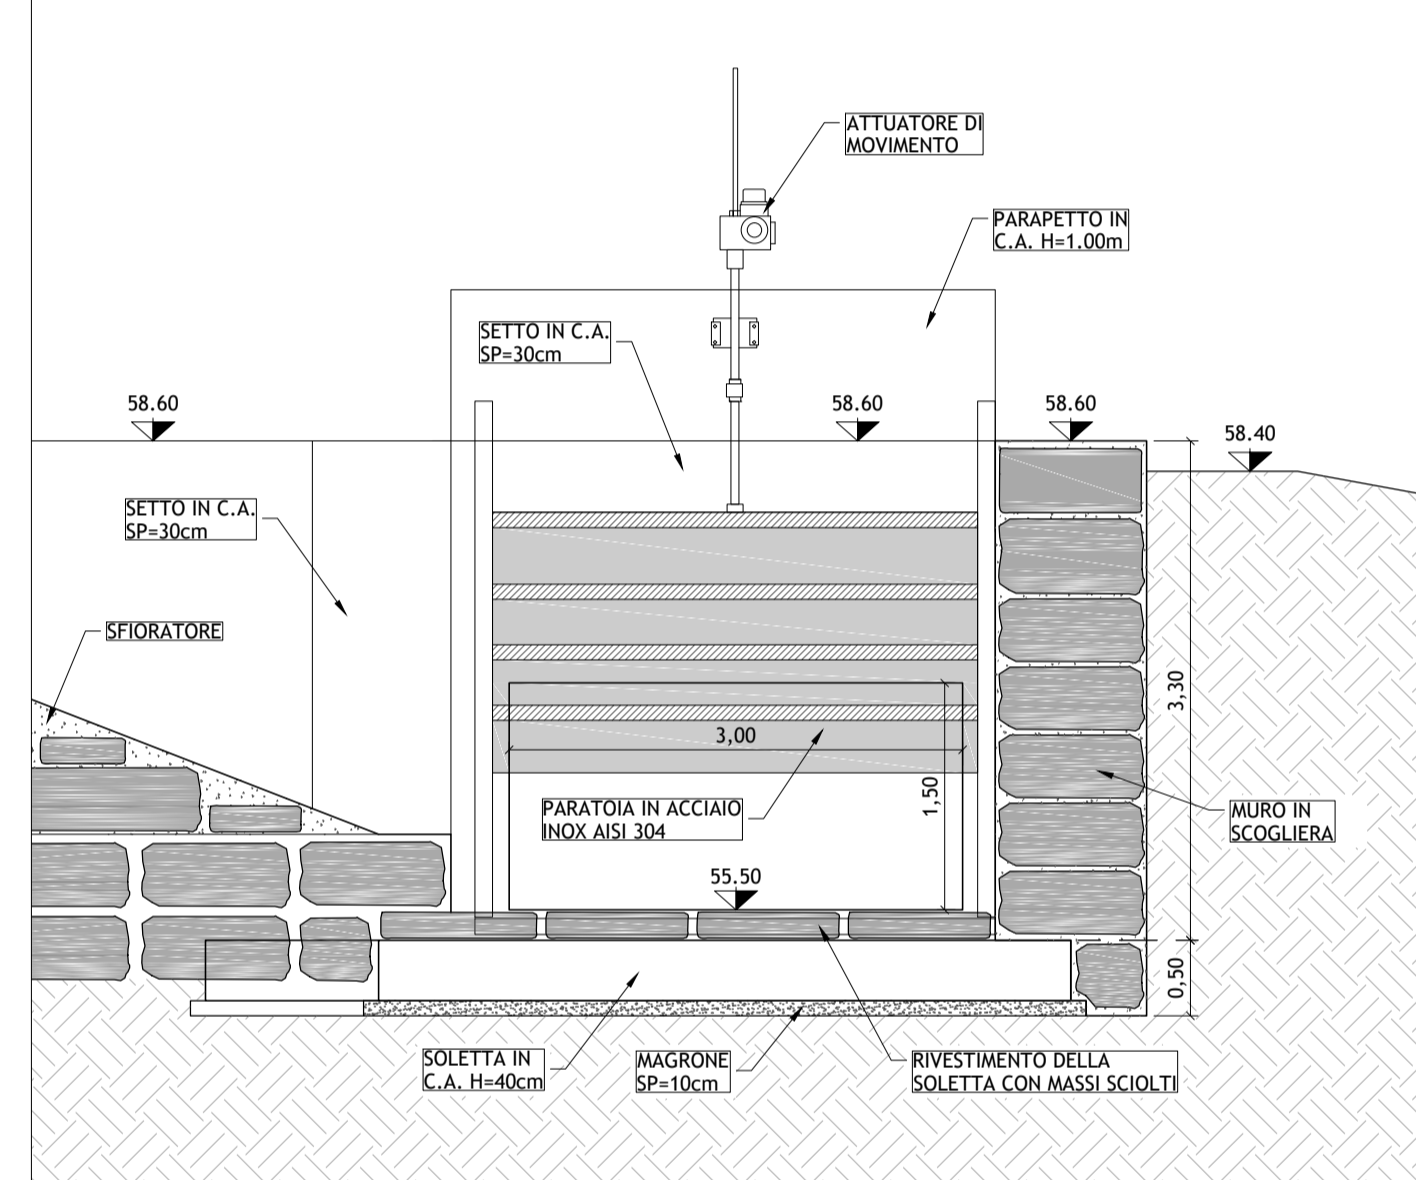 ATTUATORE DI
MOVIMENTO
PARAPETTO IN
C.A. H=1.00m
SETTO IN C.A.
SP=30cm
58.60
58.60
58.60
58.40
SETTO IN C.A.
SP=30cm
SFIORATORE
3,30
3,00
1,50
PARATOIA IN ACCIAIO
INOX AISI 304
MURO IN
SCOGLIERA
55.50
0,50
SOLETTA IN
C.A. H=40cm
MAGRONE
SP=10cm
RIVESTIMENTO DELLA
SOLETTA CON MASSI SCIOLTI